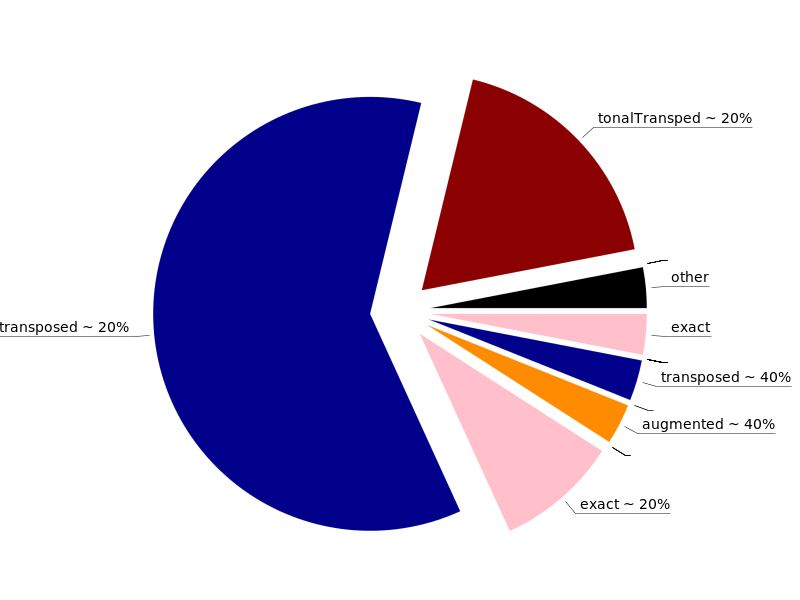 tonalTransped ~ 20%
other
transposed ~ 20%
exact
transposed ~ 40%
augmented ~ 40%
exact ~ 20%